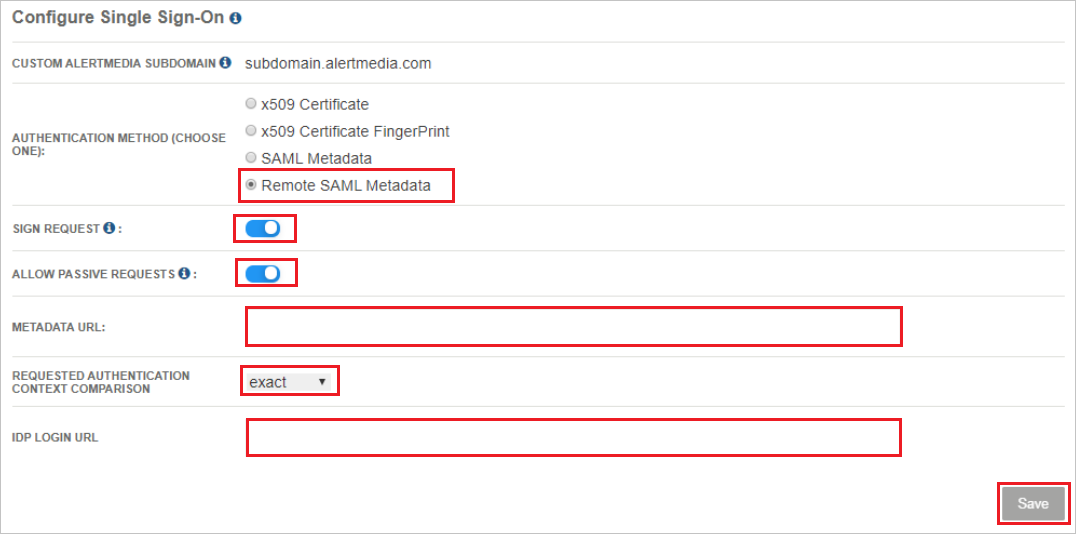 Configure Single Sign-On
CUSTOM ALERTMEDIA SUBDOMAIN subdomain.alertmedia.com
x509 Certificate
x509 Certificate FingerPrint
AUTHENTICATION METHOD (CHOOSE
ONE):
SAML Metadata
Remote SAML Metadata
SIGN REQUEST :
ALLOW PASSIVE REQUESTS :
METADATA URL:
REQUESTED AUTHENTICATION
CONTEXT COMPARISON
exact
IDP LOGIN URL
Save